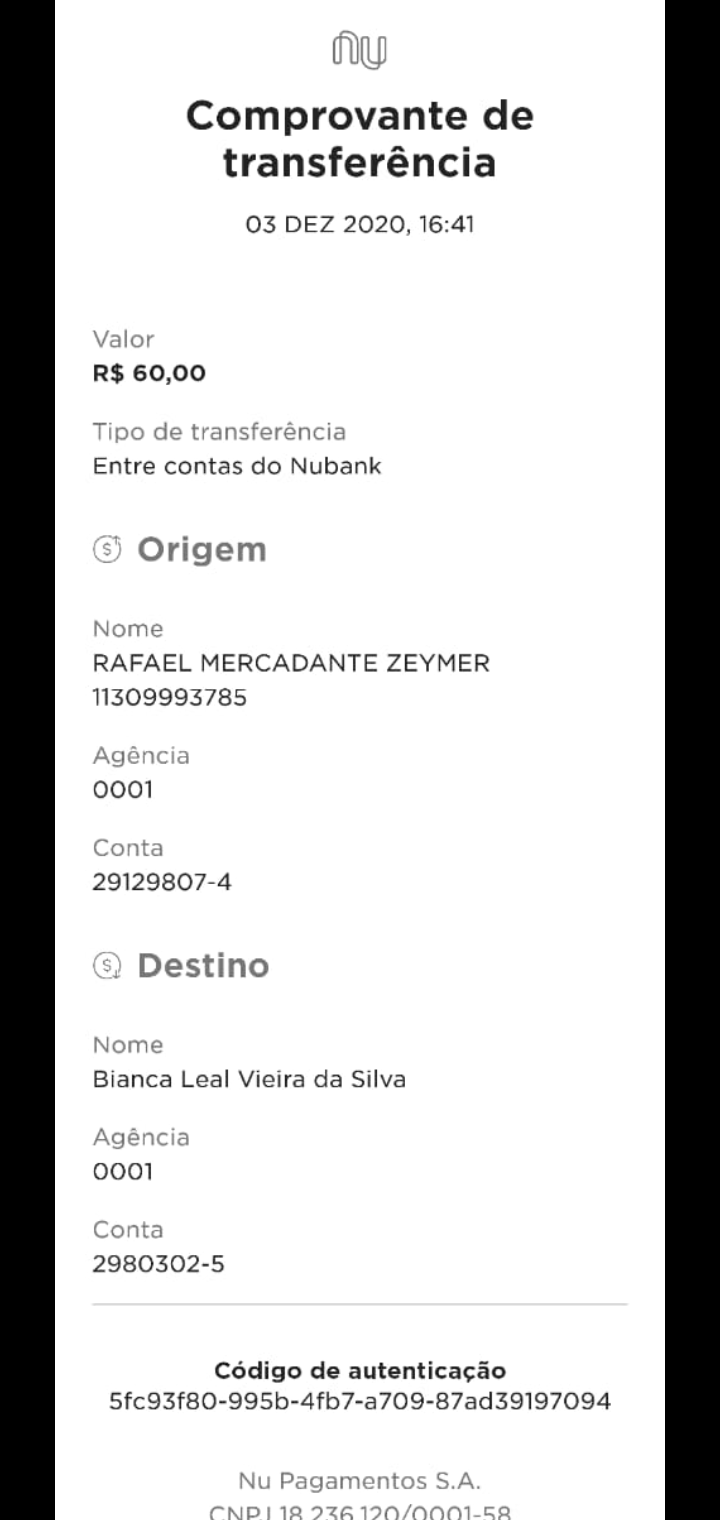 nu
Comprovante de
transferência
03 DEZ 2020, 16:41
Valor
R$ 60,00
Tipo de transferência
Entre contas do Nubank
Origem
Nome
RAFAEL MERCADANTE ZEYMER
11309993785
Agência
0001
Conta
29129807-4
Destino
Nome
Bianca Leal Vieira da Silva
Agência
0001
Conta
2980302-5
Código de autenticação
5fc93f80-995b-4fb7-a709-87ad39197094
Nu Pagamentos S.A.
CNPJ 18.236.120/0001-58